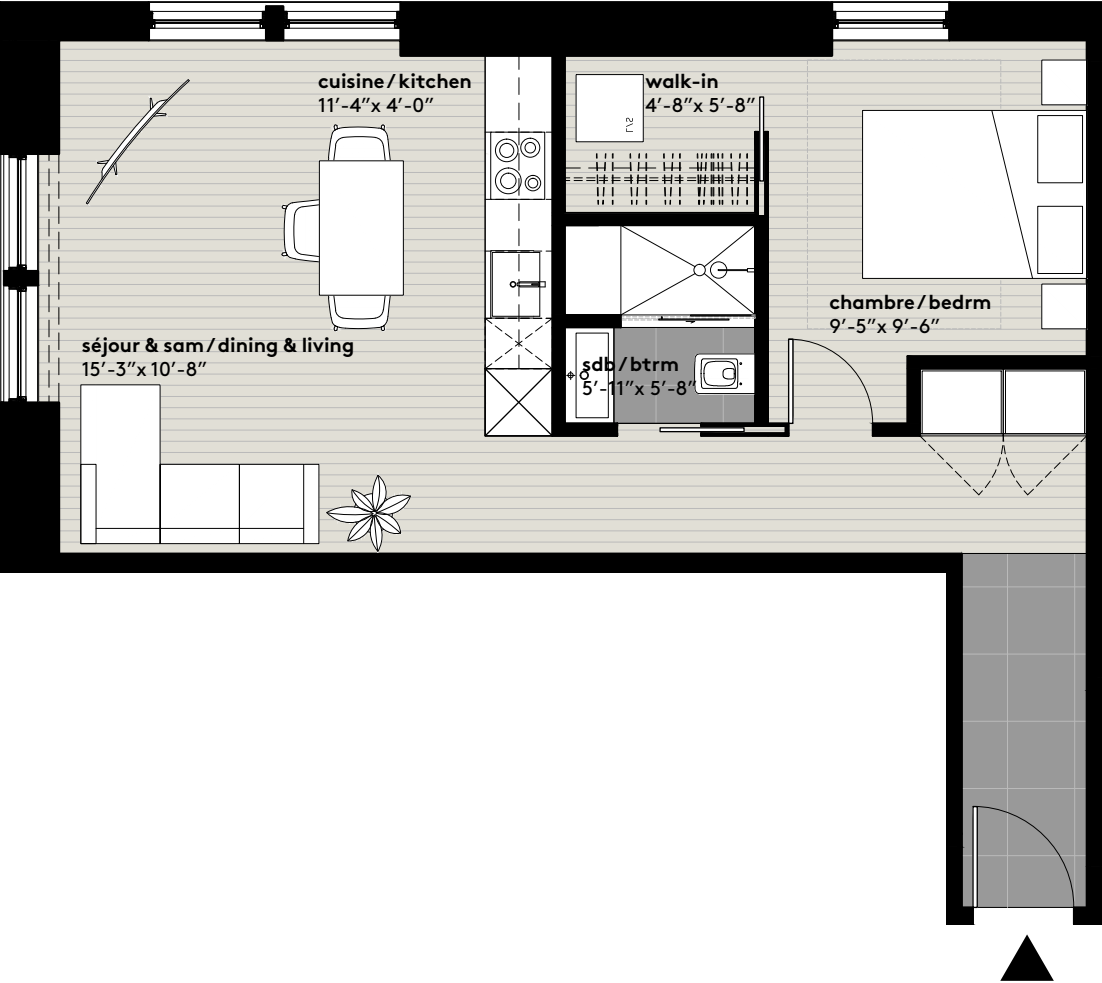 cuisine/kitchen
11’-4”x 4’-0”
walk-in
4’-8”x 5’-8”
L/S
chambre/bedrm
9’-5”x 9’-6”
séjour & sam/dining & living
15’-3”x 10’-8”
sdb/btrm
5’-11”x 5’-8”